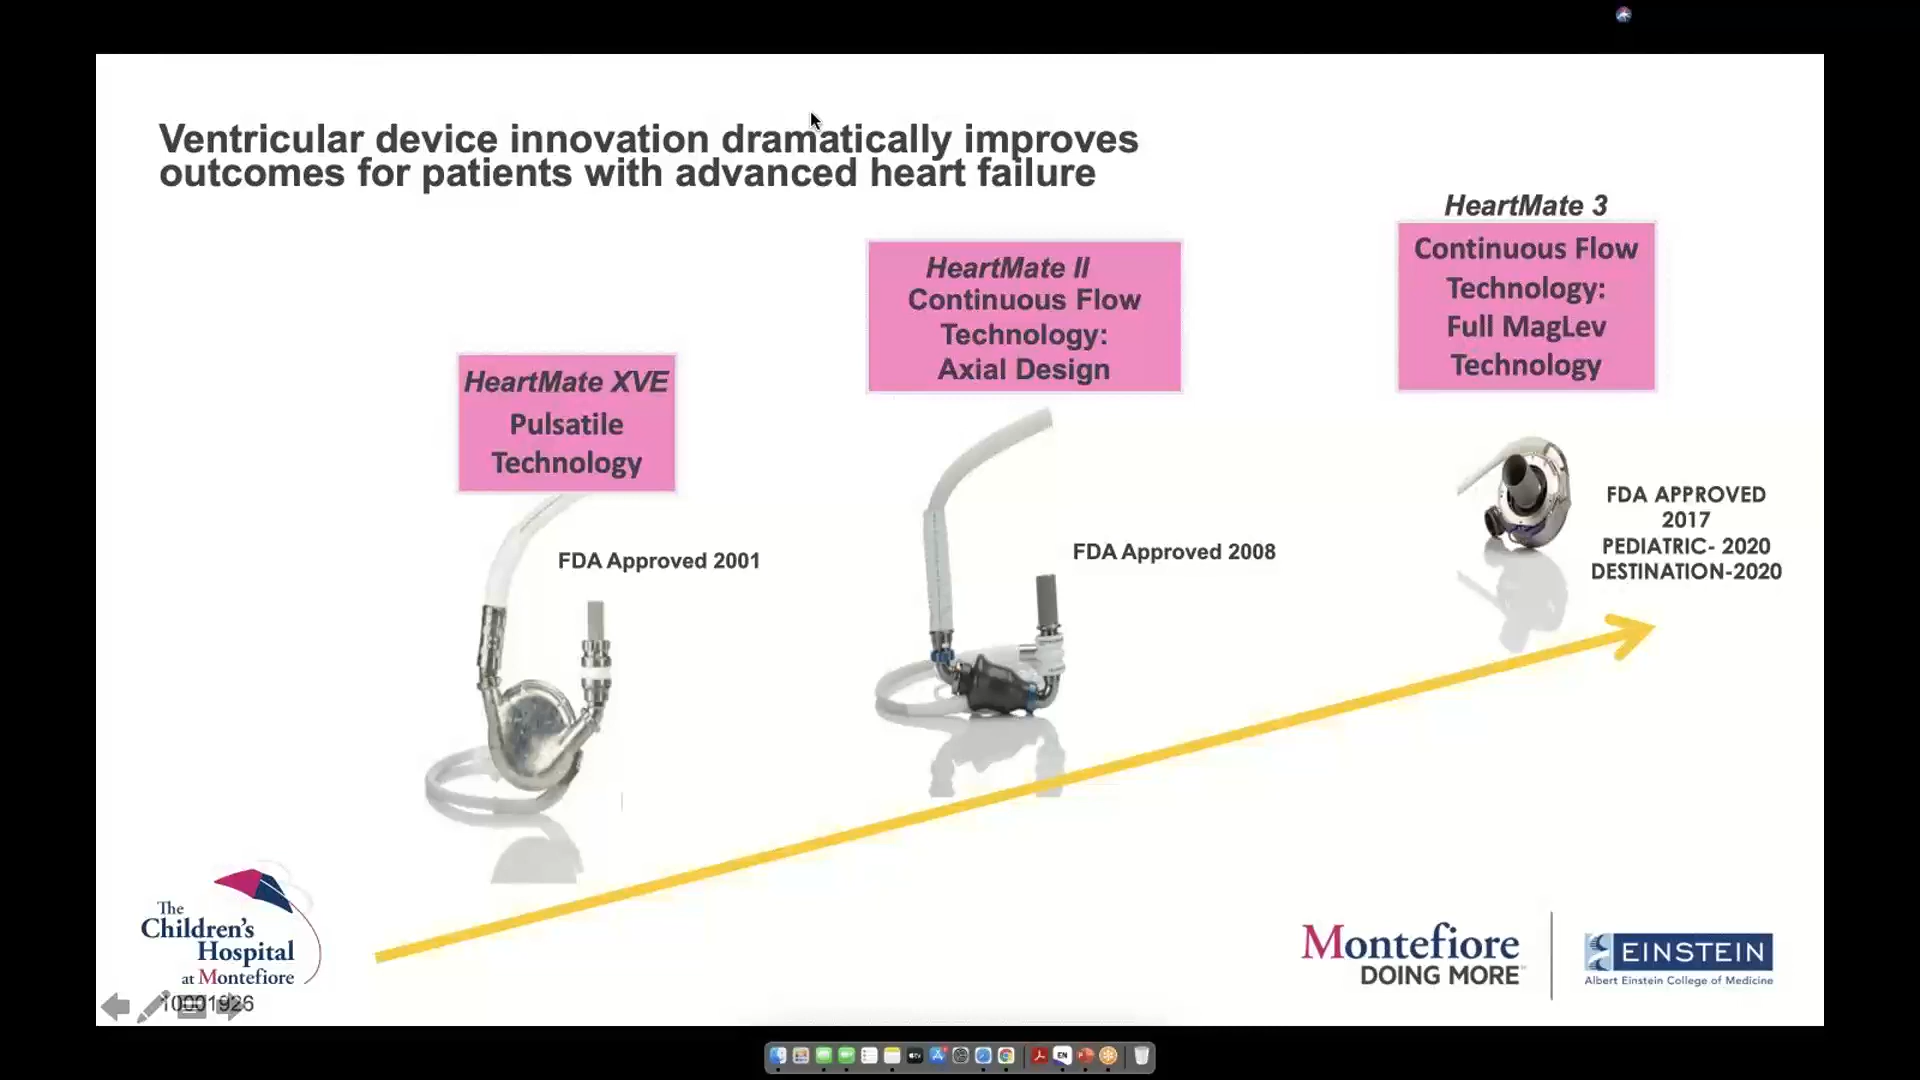 Ventricular device innovation dramatically improves
outcomes for patients with advanced heart failure
HeartMate XVE
Pulsatile
Technology
FDA Approved 2001
HeartMate II
Continuous Flow
Technology:
Axial Design
FDA Approved 2008
HeartMate 3
Continuous Flow
Technology:
Full MagLev
Technology
FDA APPROVED
2017
PEDIATRIC- 2020
DESTINATION-2020
The
Children's
Hospital
at Montefiore
10001926
Montefiore
DOING MORE
EINSTEIN
Albert Einstein College of Medicine
EN